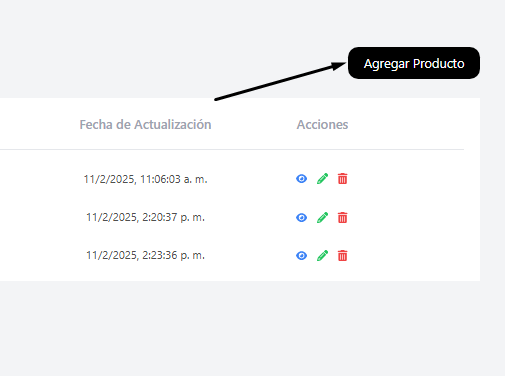 Agregar Producto
Fecha de Actualización Acciones
11/2/2025, 11:06:03 a. m.
11/2/2025, 2:20:37 p. m.
11/2/2025, 2:23:36 p. m.